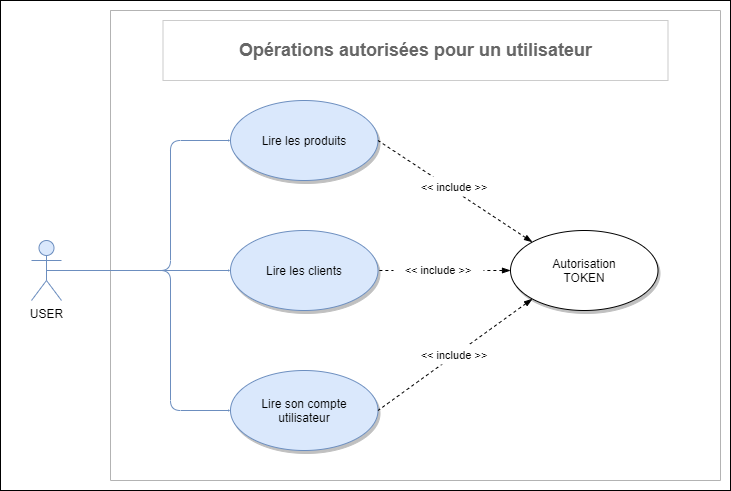 Opérations autorisées pour un utilisateur
Lire les produits
<< include >>
Lire les clients
<< include >>
Autorisation
TOKEN
USER
<< include >>
Lire son compte
utilisateur